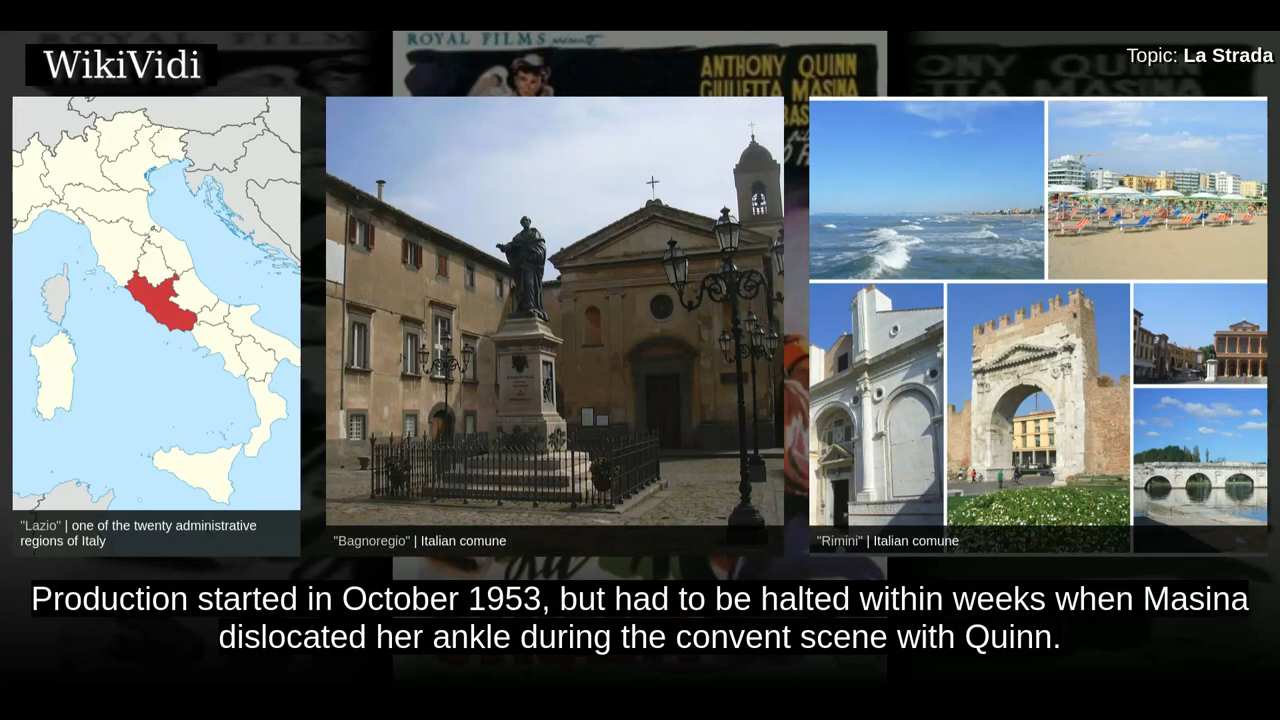 WikiVidi
Topic: La Strada
ROYAL FILMS
ANTHONY QUINN
GIULIETTA MASINA
"Lazio" | one of the twenty administrative
regions of Italy
"Bagnoregio" | Italian comune
"Rimini" | Italian comune
Production started in October 1953, but had to be halted within weeks when Masina
dislocated her ankle during the convent scene with Quinn.